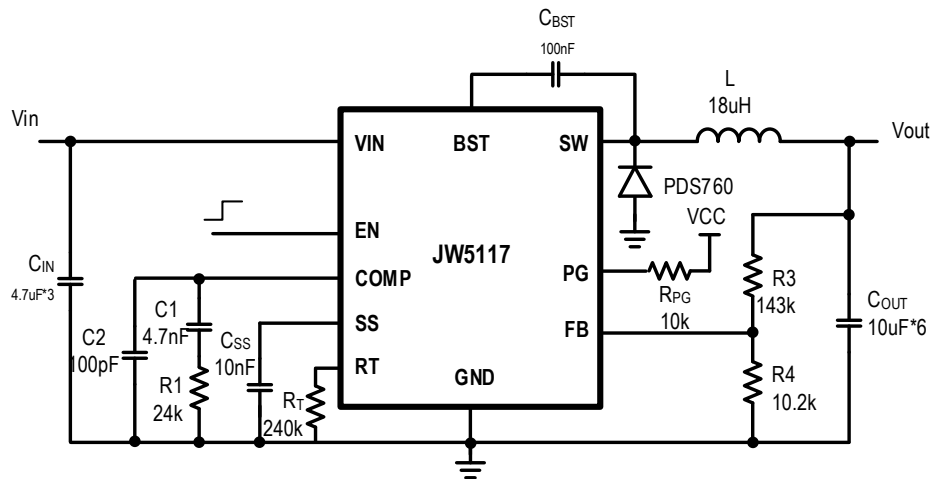 CBST
100nF
L
18uH
Vin
Vout
VIN
BST
SW
PDS760
VCC
EN
JW5117
CIN
4.7uF*3
COMP
PG
R3
143k
C1
4.7nF
RPG
10k
COUT
10uF*6
SS
CSS
10nF
FB
C2
100pF
RT
R4
10.2k
R1
24k
GND
RT
240k